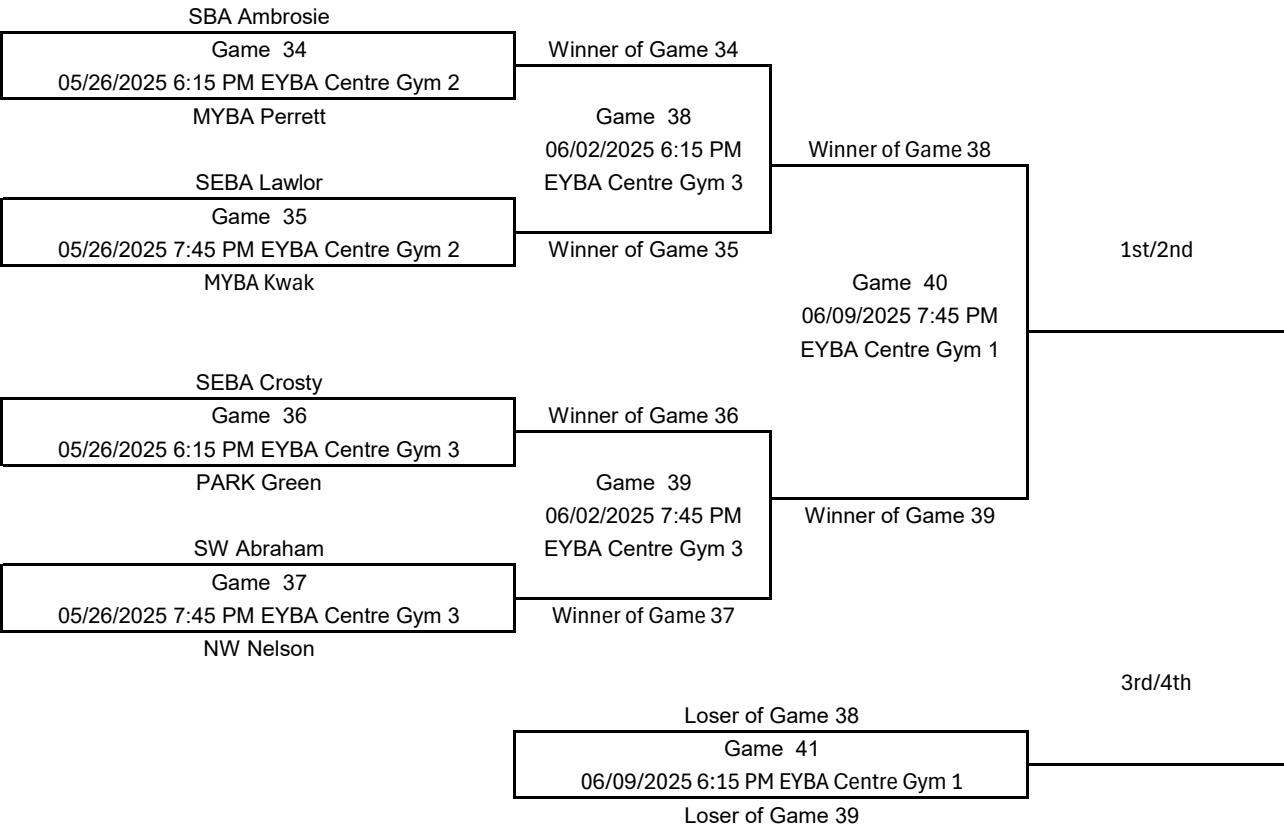 SBA Ambrosie
Game 34
05/26/2025 6:15 PM EYBA Centre Gym 2
MYBA Perrett
SEBA Lawlor
Game 35
05/26/2025 7:45 PM EYBA Centre Gym 2
MYBA Kwak
SEBA Crosty
Game 36
05/26/2025 6:15 PM EYBA Centre Gym 3
PARK Green
SW Abraham
Game 37
05/26/2025 7:45 PM EYBA Centre Gym 3
NW Nelson
Winner of Game 34
Game 38
06/02/2025 6:15 PM
EYBA Centre Gym 3
Winner of Game 35
Winner of Game 36
Game 39
06/02/2025 7:45 PM
EYBA Centre Gym 3
Winner of Game 37
Winner of Game 38
Game 40
06/09/2025 7:45 PM
EYBA Centre Gym 1
Winner of Game 39
1st/2nd
Loser of Game 38
Game 41
06/09/2025 6:15 PM EYBA Centre Gym 1
Loser of Game 39
3rd/4th